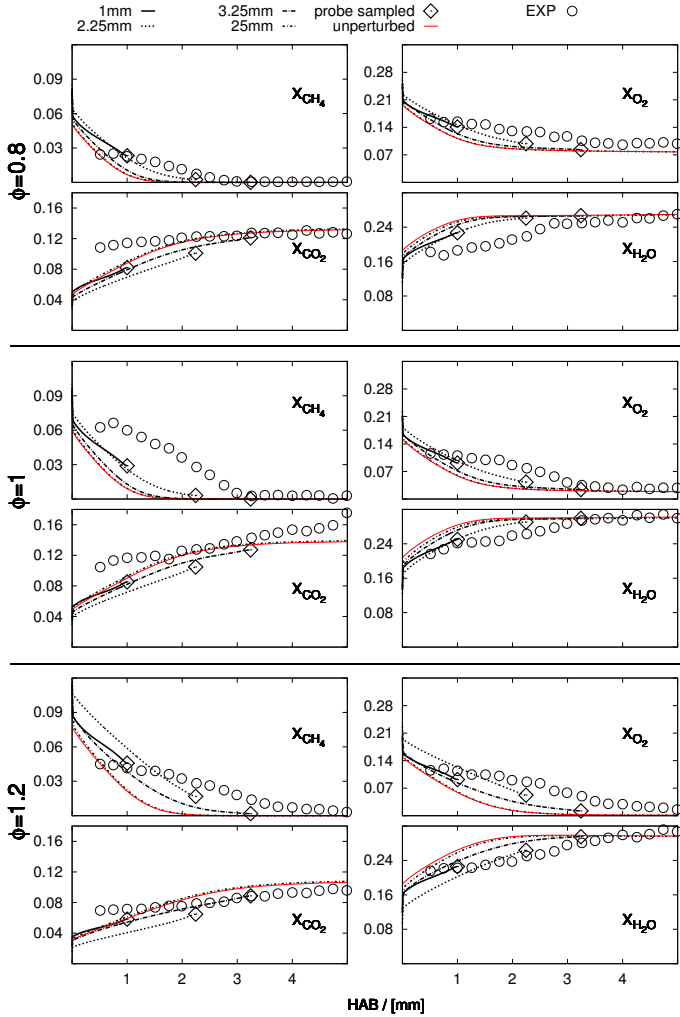 1mm 3.25mm probe sampled EXP
2.25mm 25mm unperturbed
ϕ=0.8
0.09
0.06
0.03
X_CH4
0.28
0.21
0.14
0.07
X_O2
0.16
0.12
0.08
0.04
X_CO2
0.24
0.16
0.08
X_H2O
ϕ=1
0.09
0.06
0.03
X_CH4
0.28
0.21
0.14
0.07
X_O2
0.16
0.12
0.08
0.04
X_CO2
0.24
0.16
0.08
X_H2O
ϕ=1.2
0.09
0.06
0.03
X_CH4
0.28
0.21
0.14
0.07
X_O2
0.16
0.12
0.08
0.04
X_CO2
0.24
0.16
0.08
X_H2O
1 2 3 4 1 2 3 4
HAB / [mm]